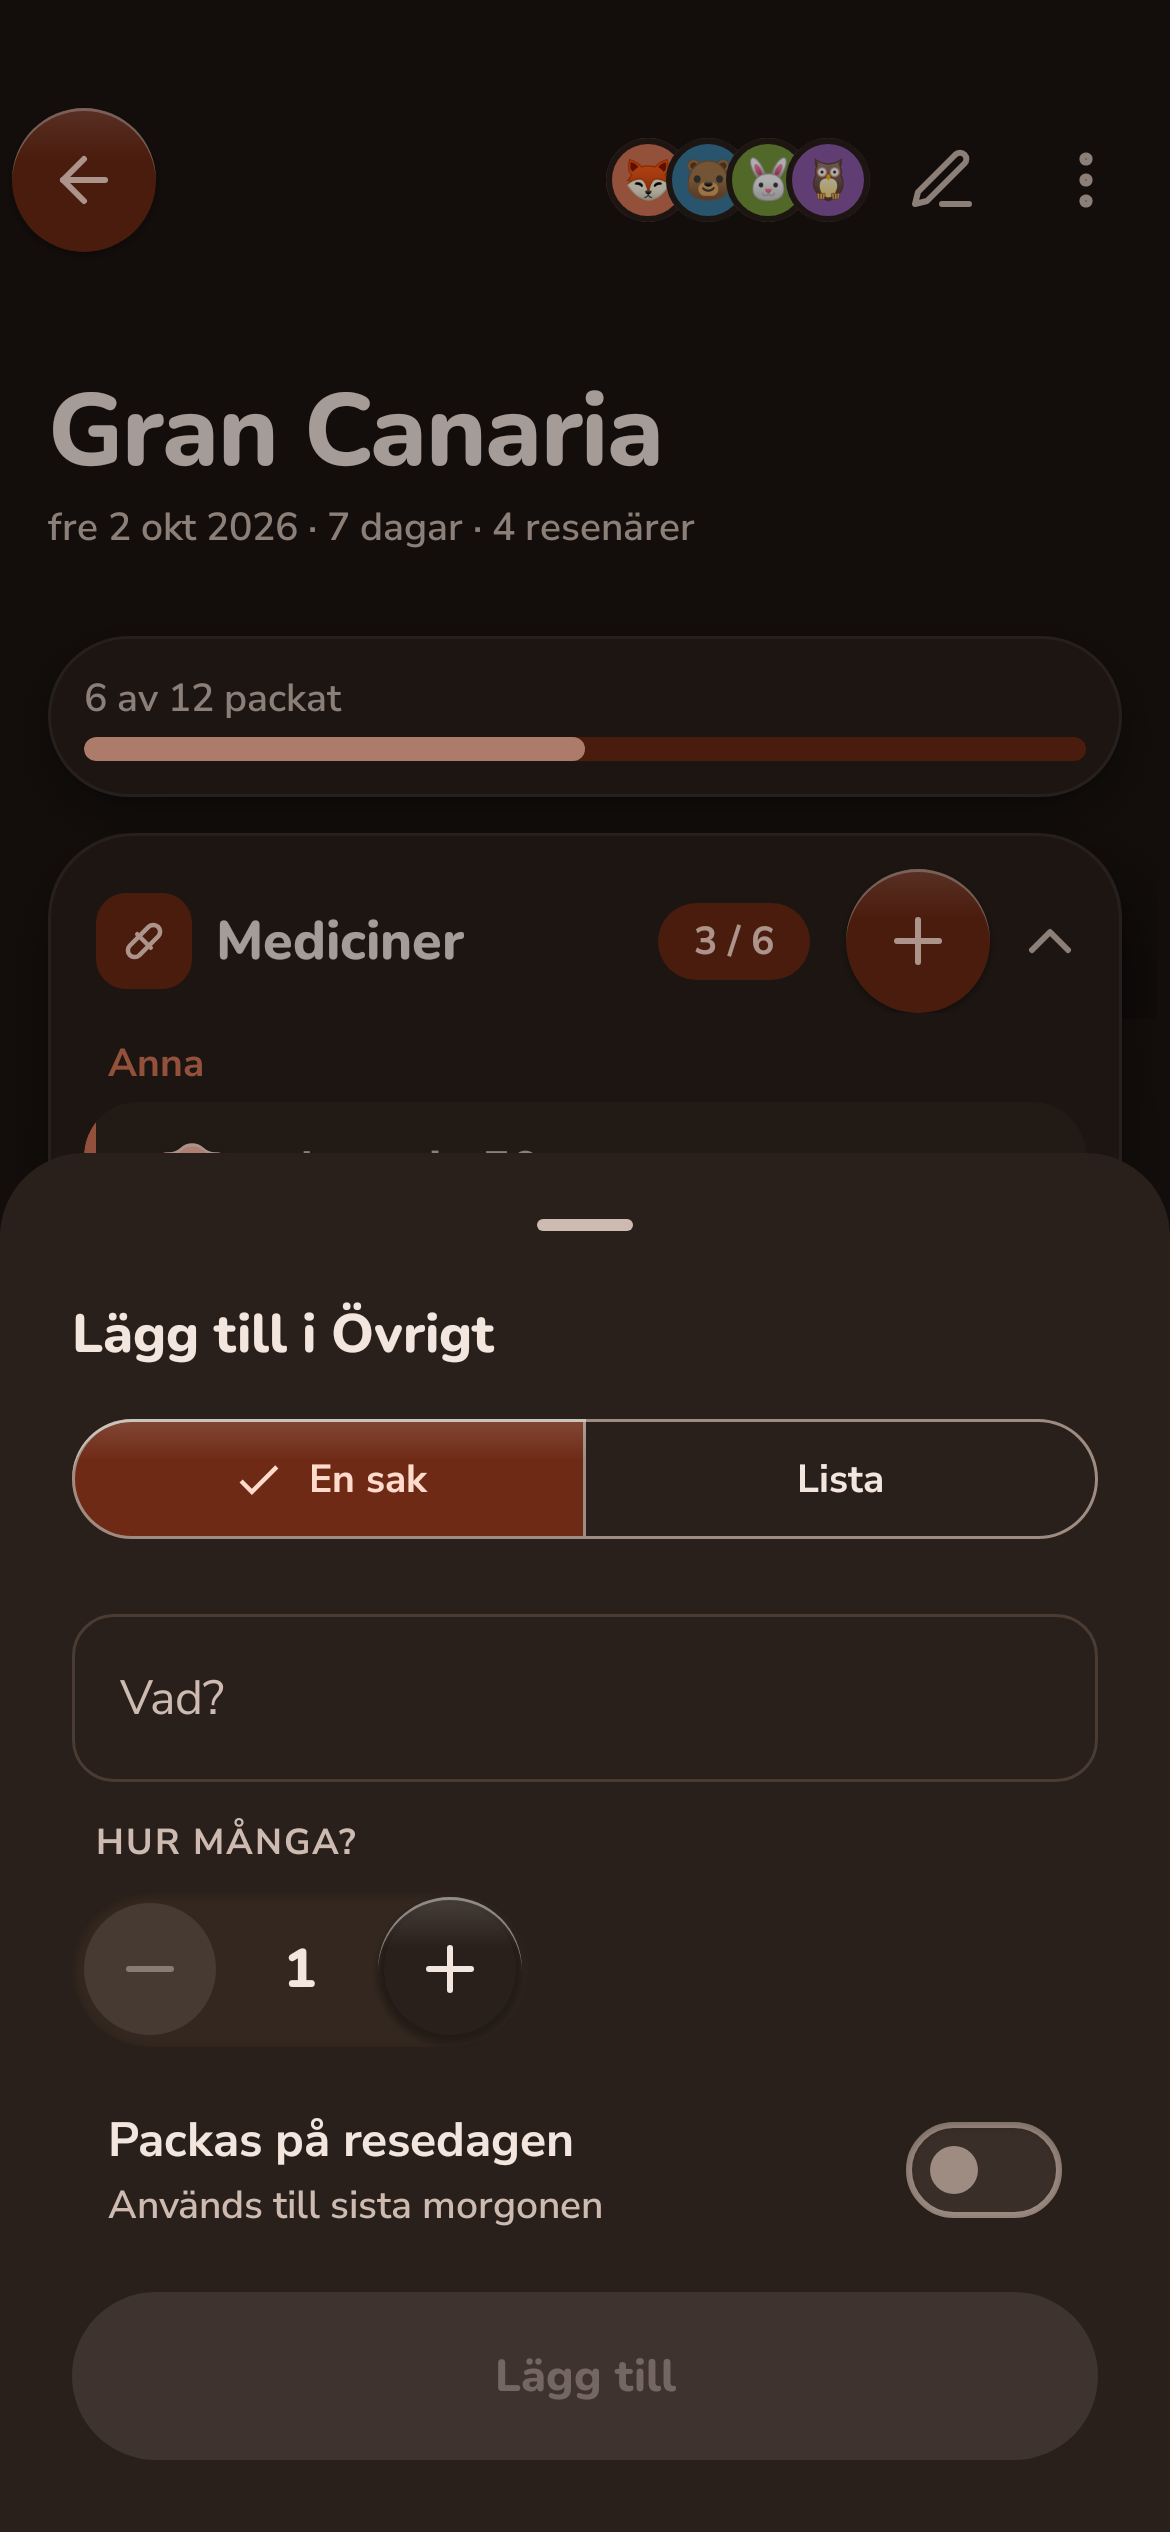 Gran Canaria
fre 2 okt 2026 · 7 dagar · 4 resenärer
6 av 12 packat
Mediciner
3 / 6
Anna
Lägg till i Övrigt
En sak
Lista
Vad?
HUR MÅNGA?
1
Packas på resedagen
Används till sista morgonen
Lägg till